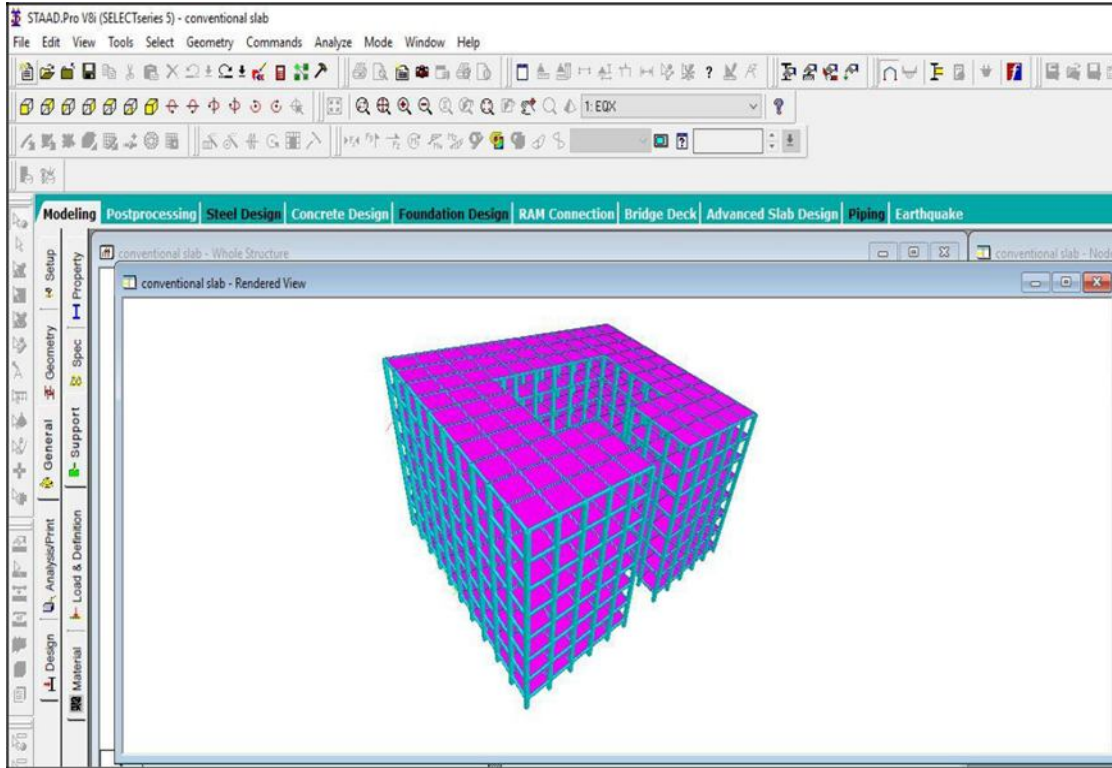 STAAD.Pro V8i (SELECTseries 5) - conventional slab
File Edit View Tools Select Geometry Commands Analyze Mode Window Help
1: EQX
Modeling Postprocessing Steel Design Concrete Design Foundation Design RAM Connection Bridge Deck Advanced Slab Design Piping Earthquake
conventional slab - Whole Structure
conventional slab - Node
conventional slab - Rendered View
Setup
Geometry
General
Analysis/Print
Design
Property
Spec
Support
Load & Definition
Material